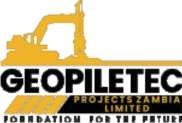 GEOPILETEC
PROJECTS ZAMBIA
LIMITED
FOUNDATION FOR THE FUTURE